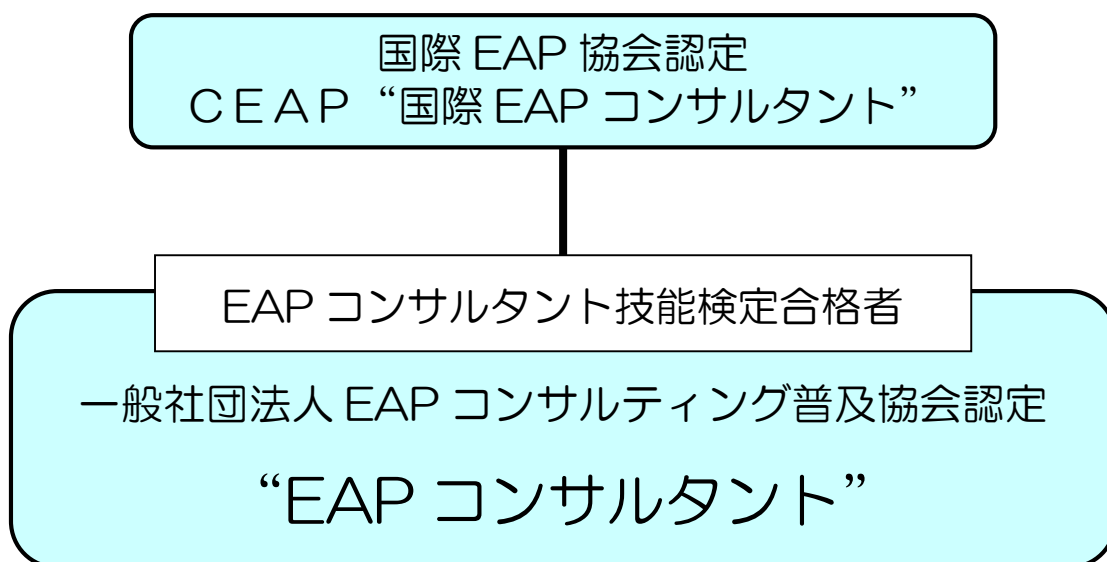 国際 EAP 協会認定
ＣＥＡＰ “国際 EAP コンサルタント”
EAP コンサルタント技能検定合格者
一般社団法人 EAP コンサルティング普及協会認定
“EAP コンサルタント”